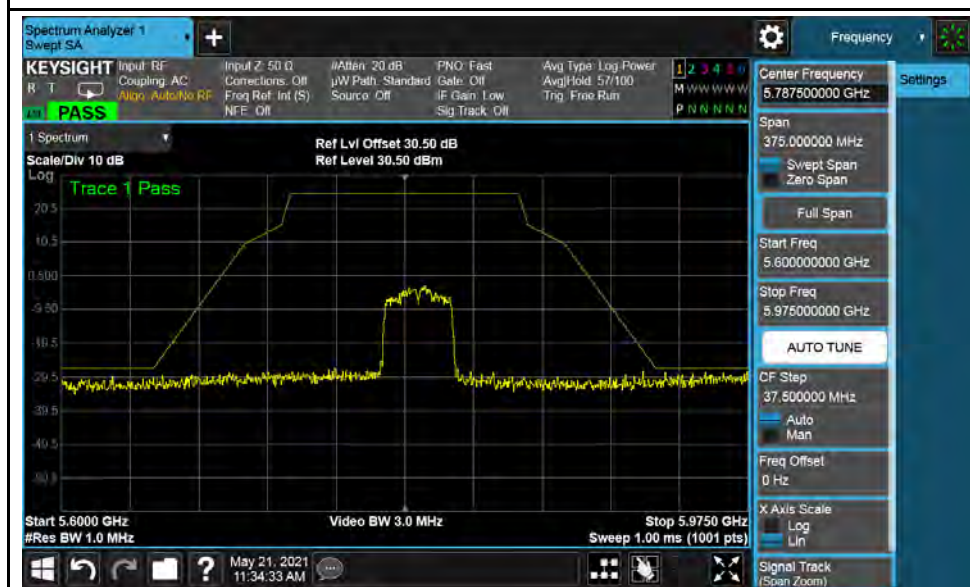 Spectrum Analyzer 1
Swept SA
Frequency
KEYSIGHT
R T
Input: RF
Coupling: AC
Align: Auto/No RF
Input Z: 50 Ω
Corrections: Off
Freq Ref: Int (S)
NFE: Off
#Atten: 20 dB
µW Path: Standard
Source: Off
PNO: Fast
Gate: Off
IF Gain: Low
Sig Track: Off
Avg Type: Log-Power
Avg|Hold: 57/100
Trig: Free Run
1 2 3 4 5 6
M W W W W W
P N N N N N
PASS
1 Spectrum
Scale/Div 10 dB
Ref Lvl Offset 30.50 dB
Ref Level 30.50 dBm
Log
Trace 1 Pass
20.5
10.5
0.500
-9.50
-19.5
-29.5
-39.5
-49.5
-59.5
Start 5.6000 GHz
#Res BW 1.0 MHz
Video BW 3.0 MHz
Stop 5.9750 GHz
Sweep 1.00 ms (1001 pts)
Center Frequency
5.787500000 GHz
Settings
Span
375.000000 MHz
Swept Span
Zero Span
Full Span
Start Freq
5.600000000 GHz
Stop Freq
5.975000000 GHz
AUTO TUNE
CF Step
37.500000 MHz
Auto
Man
Freq Offset
0 Hz
X Axis Scale
Log
Lin
Signal Track
(Span Zoom)
?
May 21, 2021
11:34:33 AM